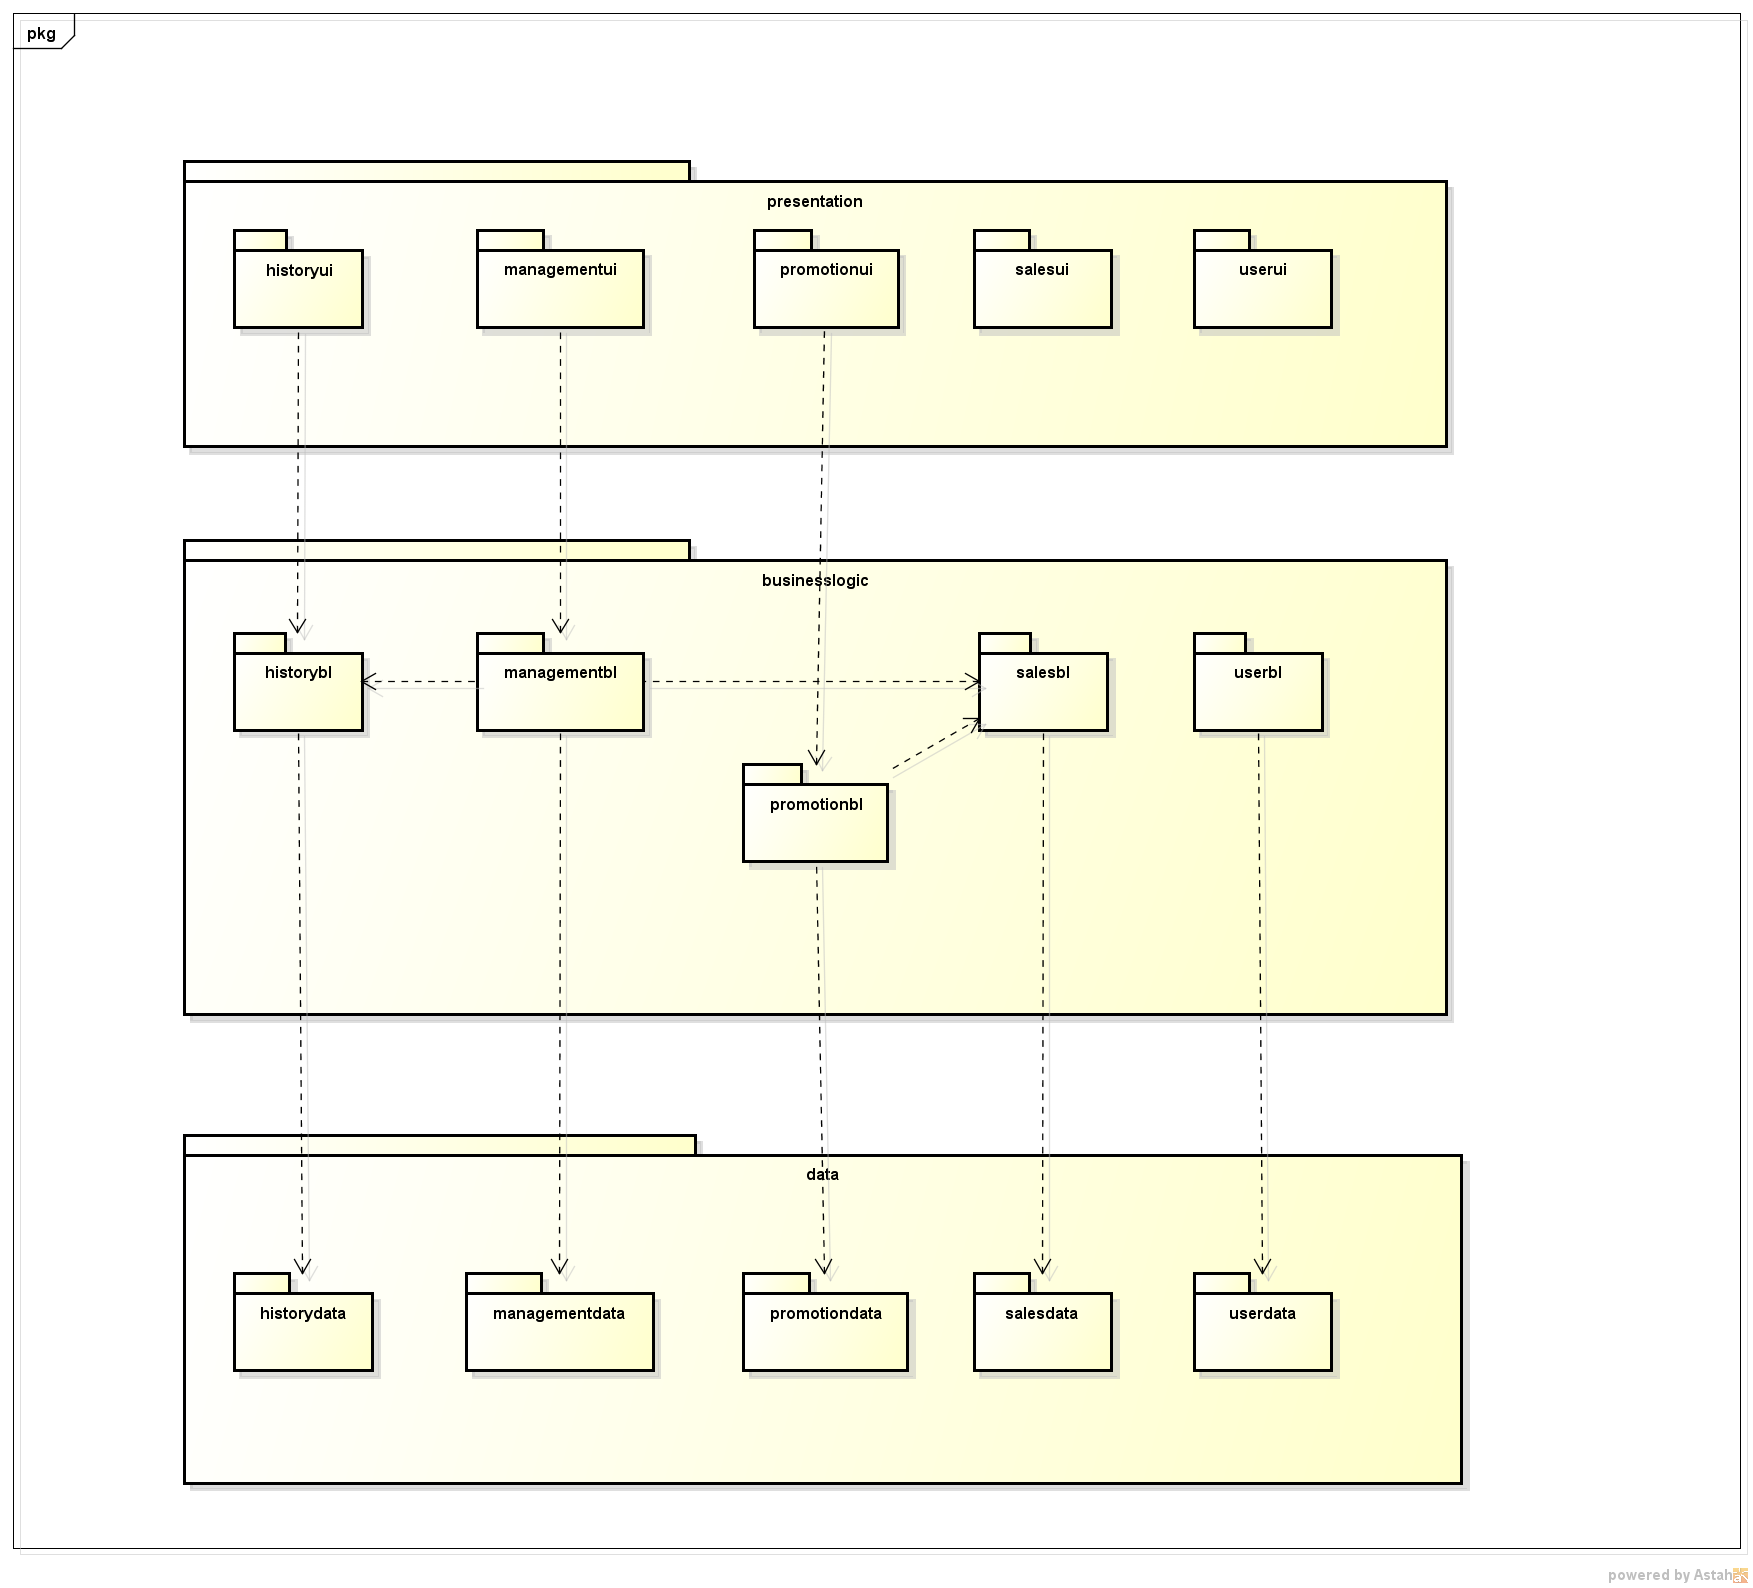 pkg
presentation
historyui
managementui
promotionui
salesui
userui
businesslogic
historybl
managementbl
salesbl
userbl
promotionbl
data
historydata
managementdata
promotiondata
salesdata
userdata
powered by Astah